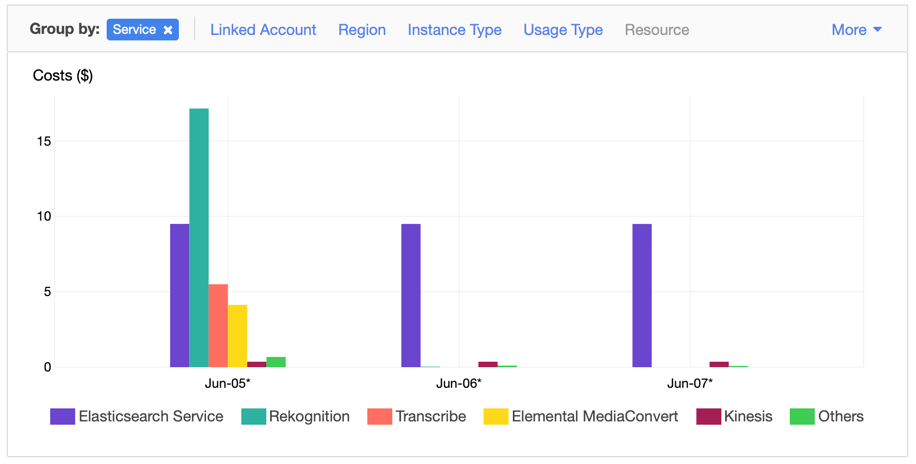 Group by: Service × Linked Account Region Instance Type Usage Type Resource More
Costs ($)
15
10
5
0
Jun-05* Jun-06* Jun-07*
Elasticsearch Service Rekognition Transcribe Elemental MediaConvert Kinesis Others